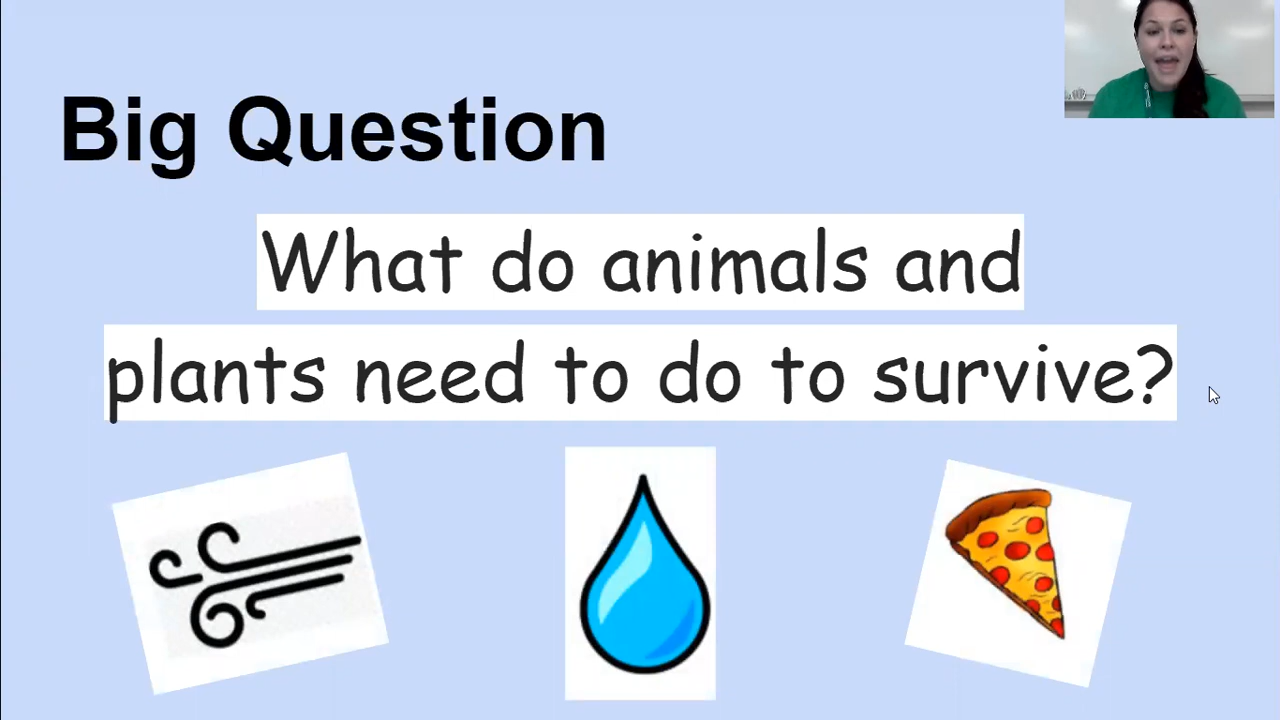 Big Question
What do animals and
plants need to do to survive?